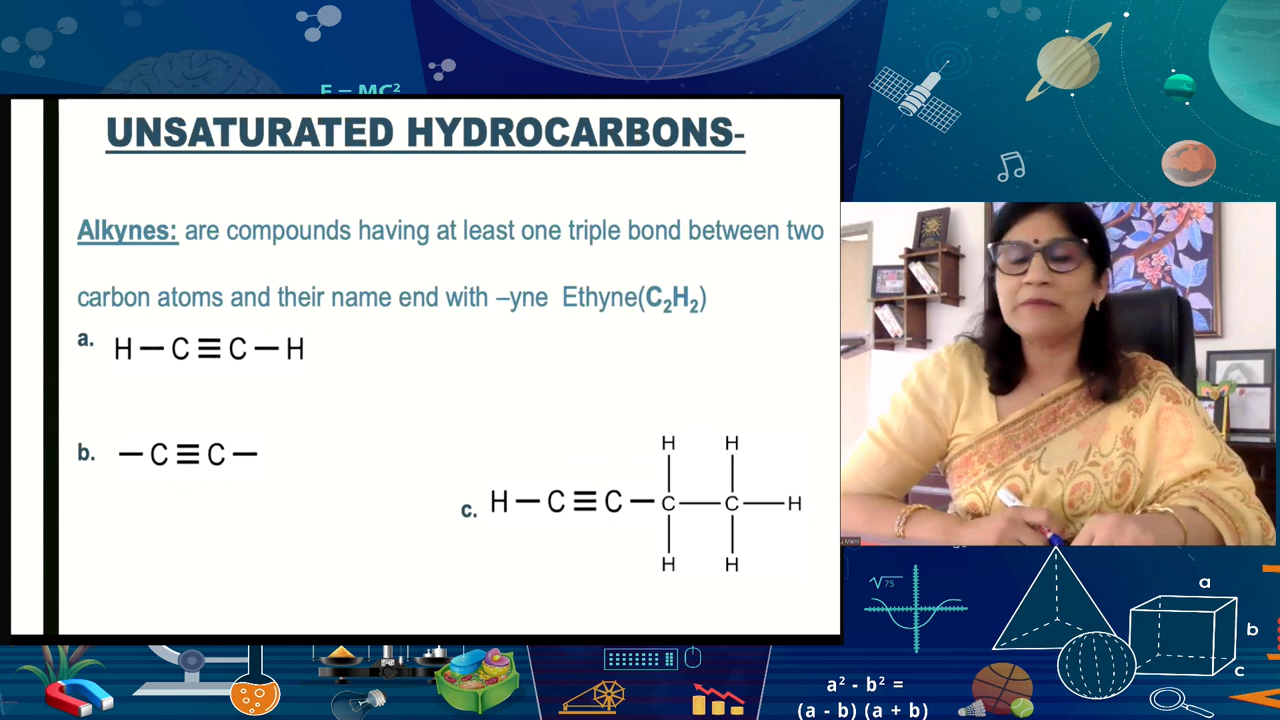 E = MC²
UNSATURATED HYDROCARBONS-
Alkynes: are compounds having at least one triple bond between two
carbon atoms and their name end with –yne Ethyne(C₂H₂)
a. H — C ≡ C — H
b. — C ≡ C —
H H
c. H — C ≡ C — C — C — H
H H
√75
a
b
c
a² - b² =
(a - b) (a + b)